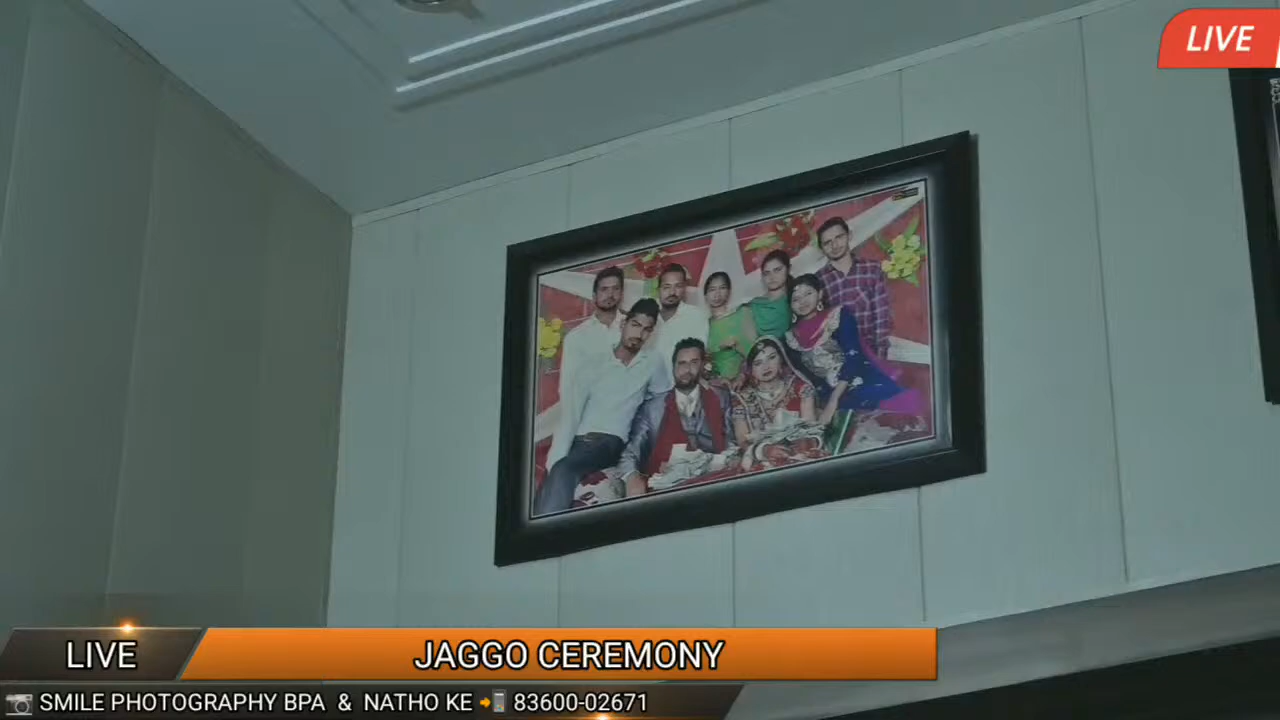 LIVE
LIVE
JAGGO CEREMONY
SMILE PHOTOGRAPHY BPA & NATHO KE 83600-02671